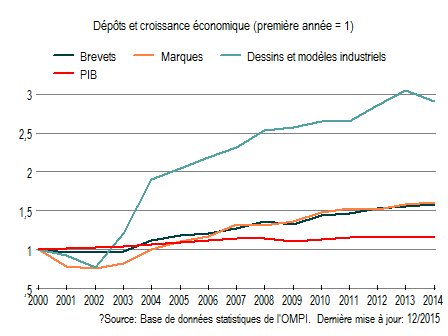 Dépôts et croissance économique (première année = 1)
Brevets Marques Dessins et modèles industriels
PIB
3
2,5
2
1,5
1
,5
2000 2001 2002 2003 2004 2005 2006 2007 2008 2009 2010 2011 2012 2013 2014
?Source: Base de données statistiques de l'OMPI. Dernière mise à jour: 12/2015